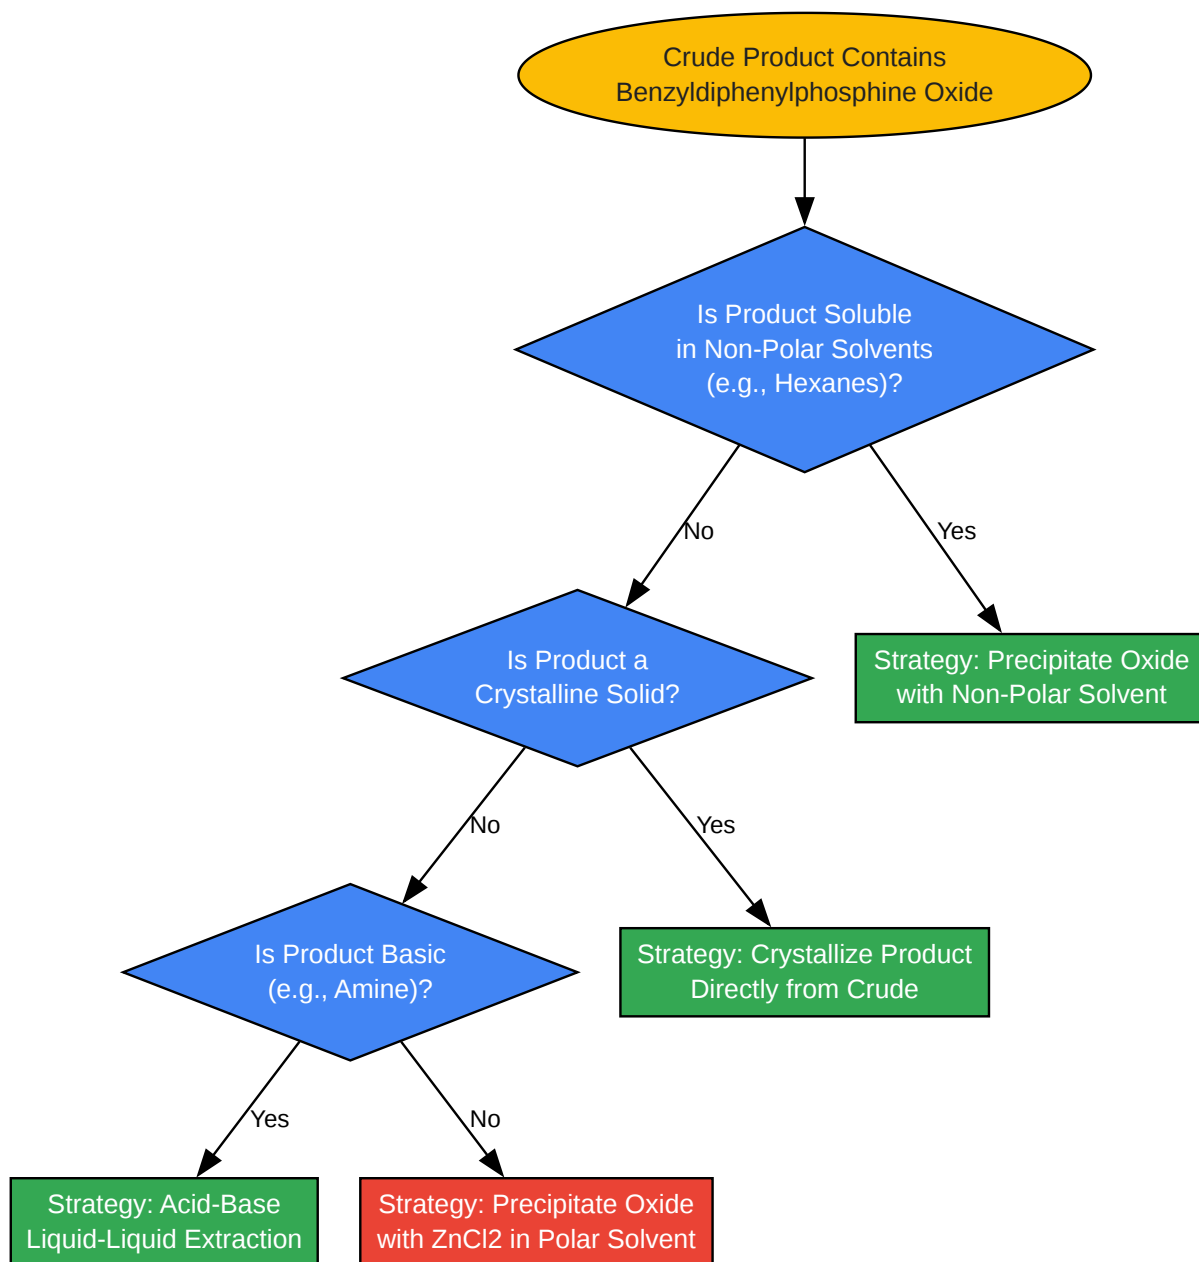 Crude Product Contains
Benzyldiphenylphosphine Oxide
Is Product Soluble
in Non-Polar Solvents
(e.g., Hexanes)?
No
Yes
Is Product a
Crystalline Solid?
Strategy: Precipitate Oxide
with Non-Polar Solvent
No
Yes
Is Product Basic
(e.g., Amine)?
Strategy: Crystallize Product
Directly from Crude
Yes
No
Strategy: Acid-Base
Liquid-Liquid Extraction
Strategy: Precipitate Oxide
with ZnCl2 in Polar Solvent